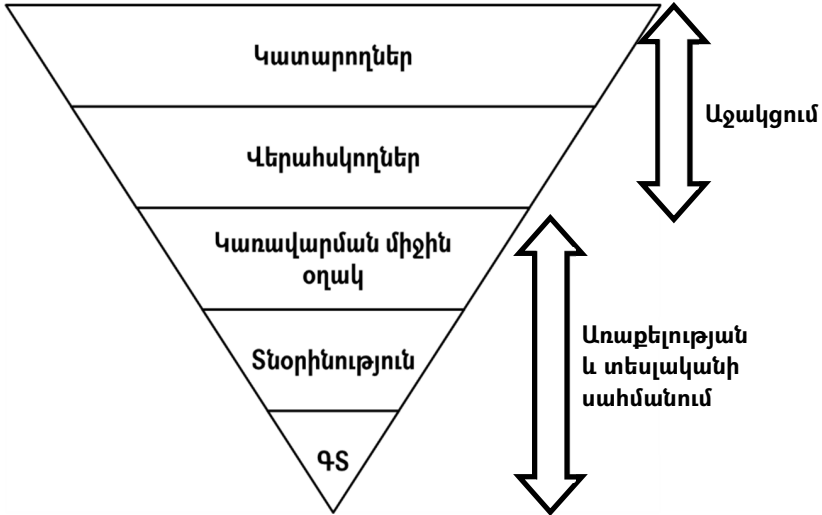 Կատարողներ
Աջակցում
Վերահսկողներ
Կառավարման միջին
օղակ
Առաքելության
և տեսլականի
սահմանում
Տնօրինություն
ԳՏ